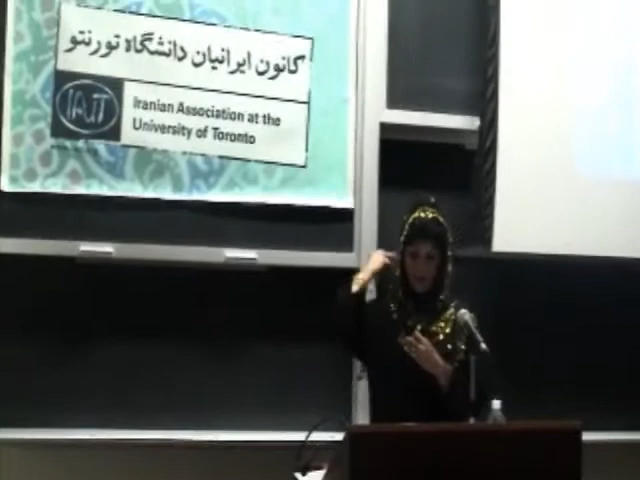 کانون ایرانیان دانشگاه تورنتو
IAUT
Iranian Association at the
University of Toronto